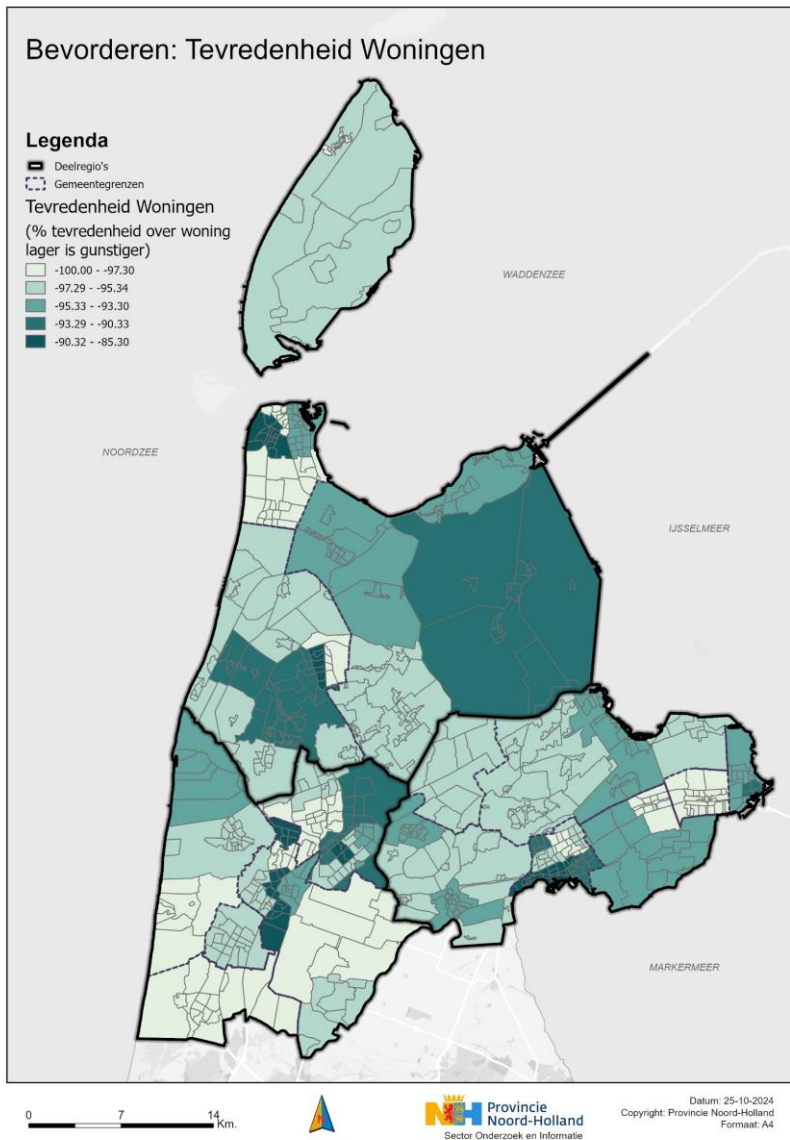 Bevorderen: Tevredenheid Woningen
Legenda
Deelregio's
Gemeentegrenzen
Tevredenheid Woningen
(% tevredenheid over woning
lager is gunstiger)
-100.00 - -97.30
-97.29 - -95.34
-95.33 - -93.30
-93.29 - -90.33
-90.32 - -85.30
WADDENZEE
NOORDZEE
IJSSELMEER
MARKERMEER
0 7 14 Km.
N
Provincie
Noord-Holland
Sector Onderzoek en Informatie
Datum: 25-10-2024
Copyright: Provincie Noord-Holland
Formaat: A4